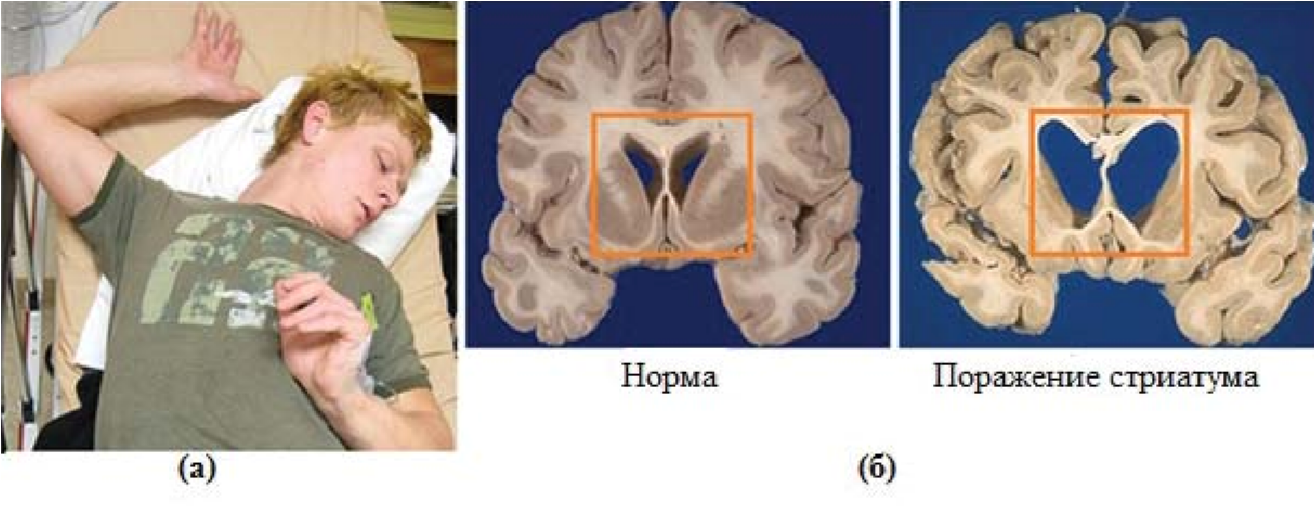 Норма
Поражение стриатума
(а)
(б)